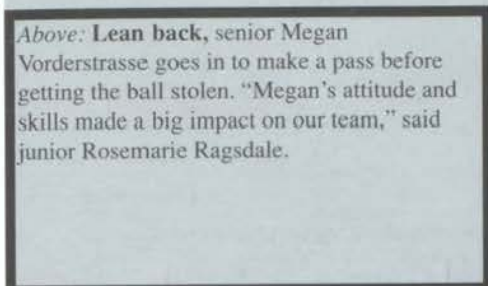 Above: Lean back, senior Megan
Vorderstrasse goes in to make a pass before
getting the ball stolen. “Megan’s attitude and
skills made a big impact on our team,” said
junior Rosemarie Ragsdale.